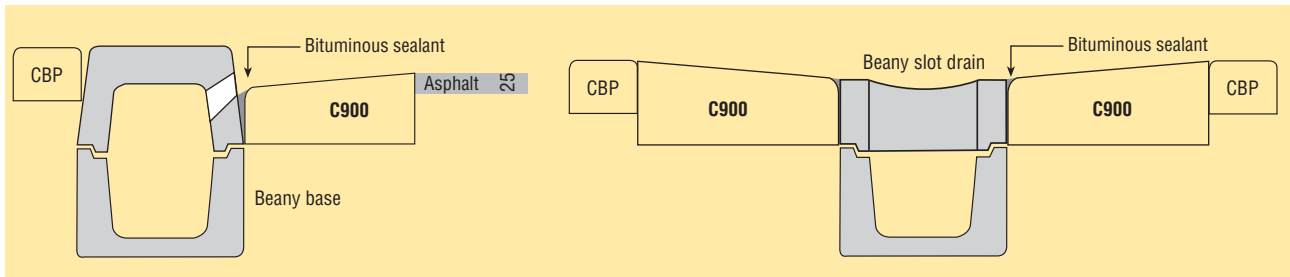 Bituminous sealant
CBP
Asphalt 25
C900
Beany base
Bituminous sealant
Beany slot drain
CBP
C900
C900
CBP